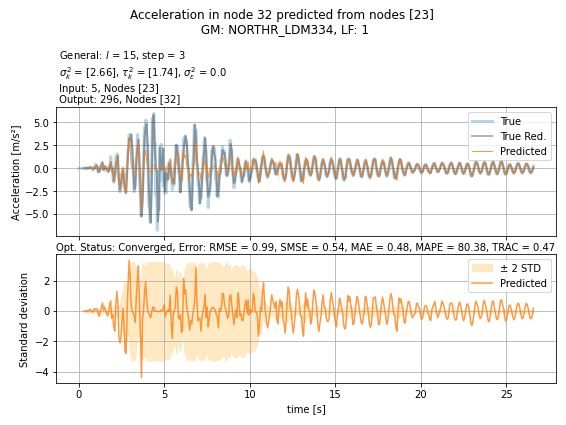 Acceleration in node 32 predicted from nodes [23]
GM: NORTHR_LDM334, LF: 1
General: l = 15, step = 3
σ²ₖ = [2.66], τ²ₖ = [1.74], σ²ε = 0.0
Input: 5, Nodes [23]
Output: 296, Nodes [32]
5.0
2.5
0.0
−2.5
−5.0
Acceleration [m/s²]
True
True Red.
Predicted
Opt. Status: Converged, Error: RMSE = 0.99, SMSE = 0.54, MAE = 0.48, MAPE = 80.38, TRAC = 0.47
2
0
−2
−4
Standard deviation
± 2 STD
Predicted
0 5 10 15 20 25
time [s]